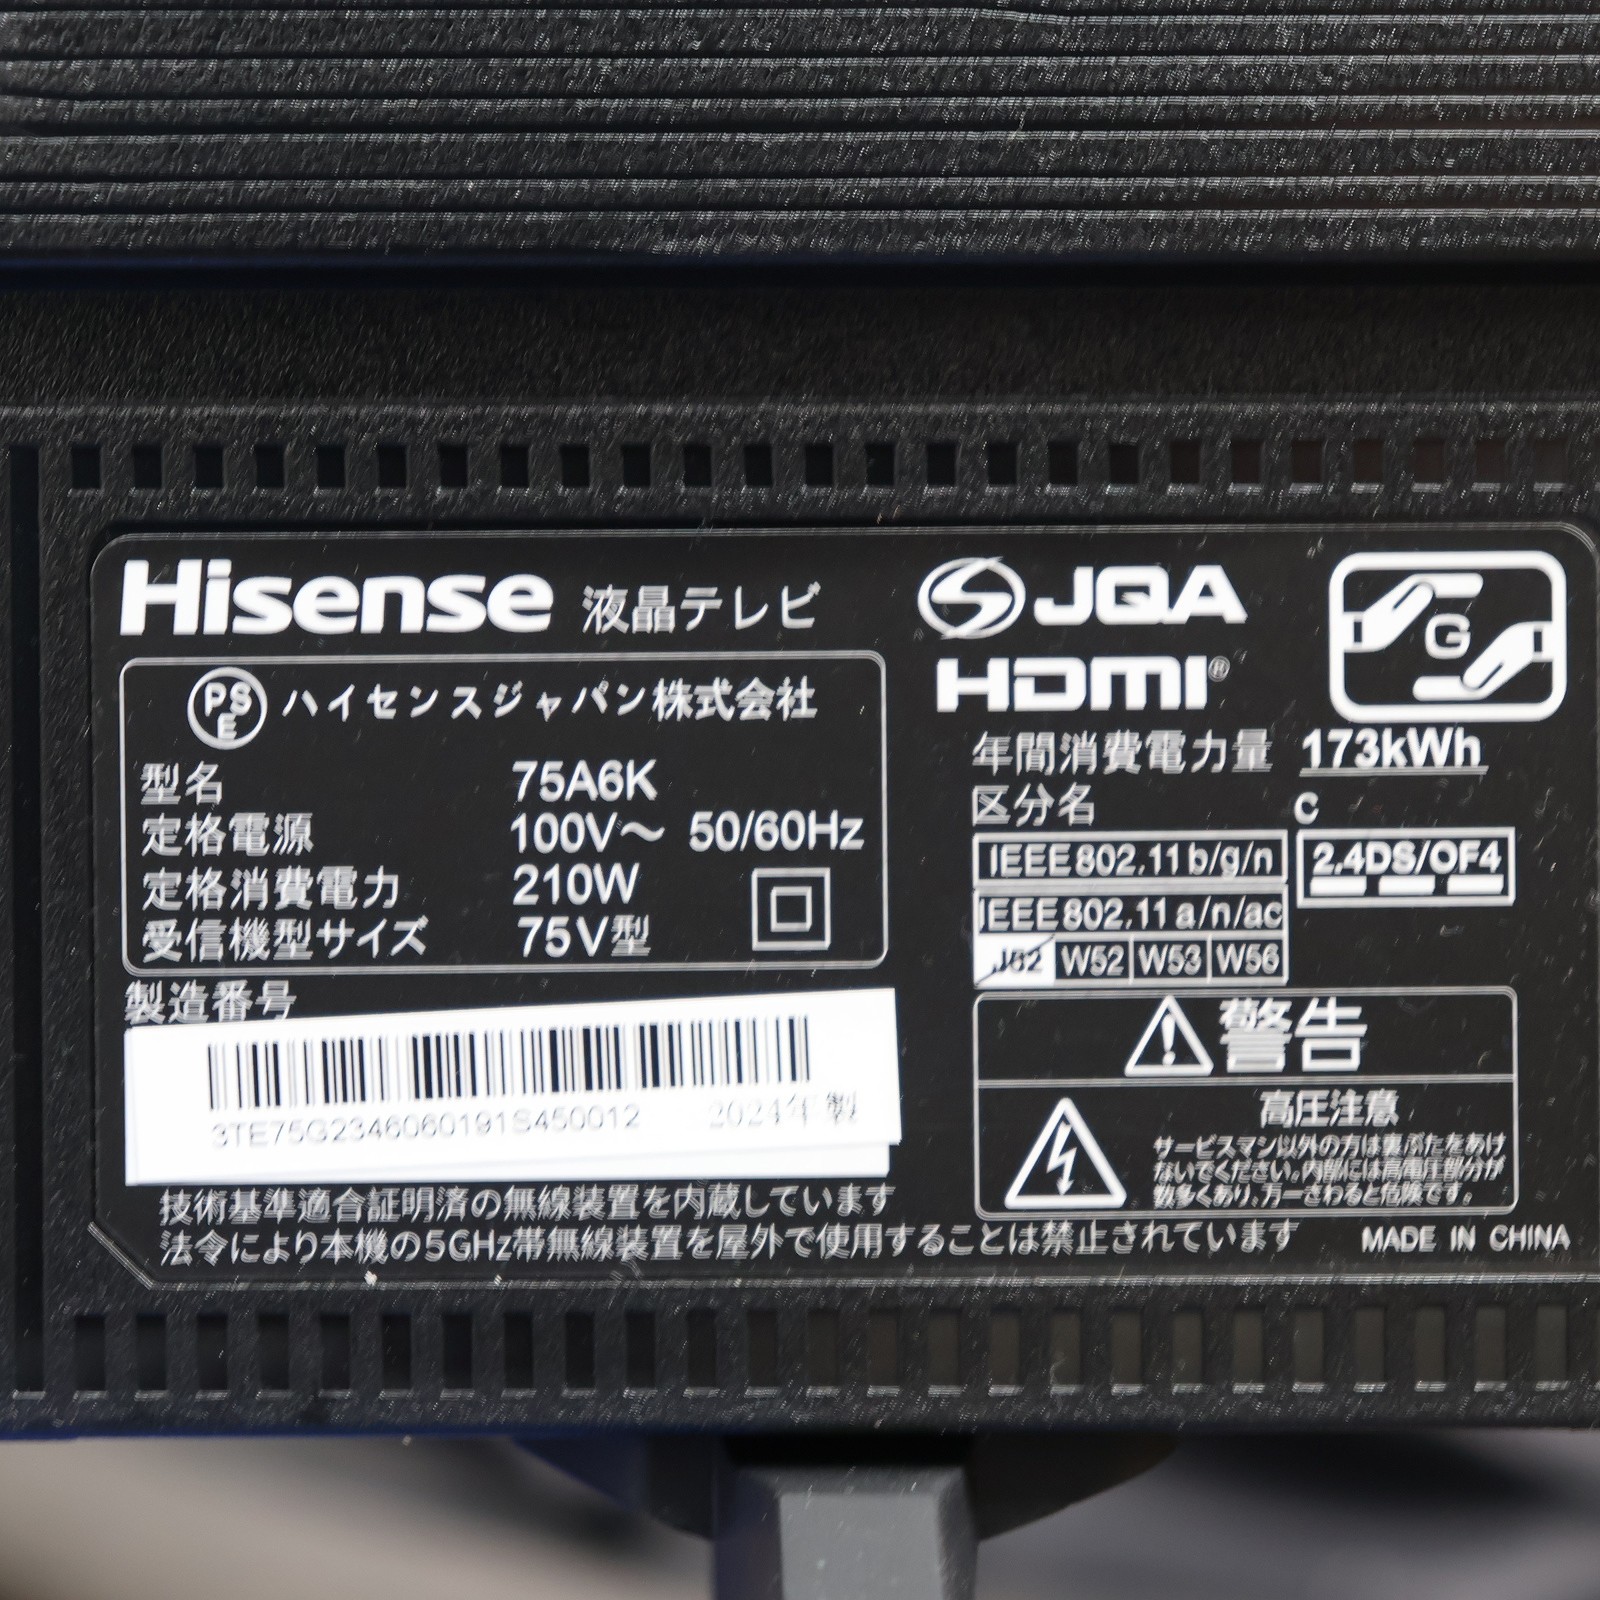 Hisense 液晶テレビ
PSE ハイセンスジャパン株式会社
型名 75A6K
定格電源 100V～ 50/60Hz
定格消費電力 210W
受信機型サイズ 75V型
製造番号
3TE75G2346060191S450012 2024年製
技術基準適合証明済の無線装置を内蔵しています
法令により本機の5GHz帯無線装置を屋外で使用することは禁止されています
JQA
HDMI®
G
年間消費電力量 173kWh
区分名 C
IEEE802.11b/g/n 2.4DS/OF4
IEEE802.11a/n/ac
J52 W52 W53 W56
警告
高圧注意
サービスマン以外の方は裏ぶたをあけ
ないでください。内部には高電圧部分が
数多くあり、万一さわると危険です。
MADE IN CHINA